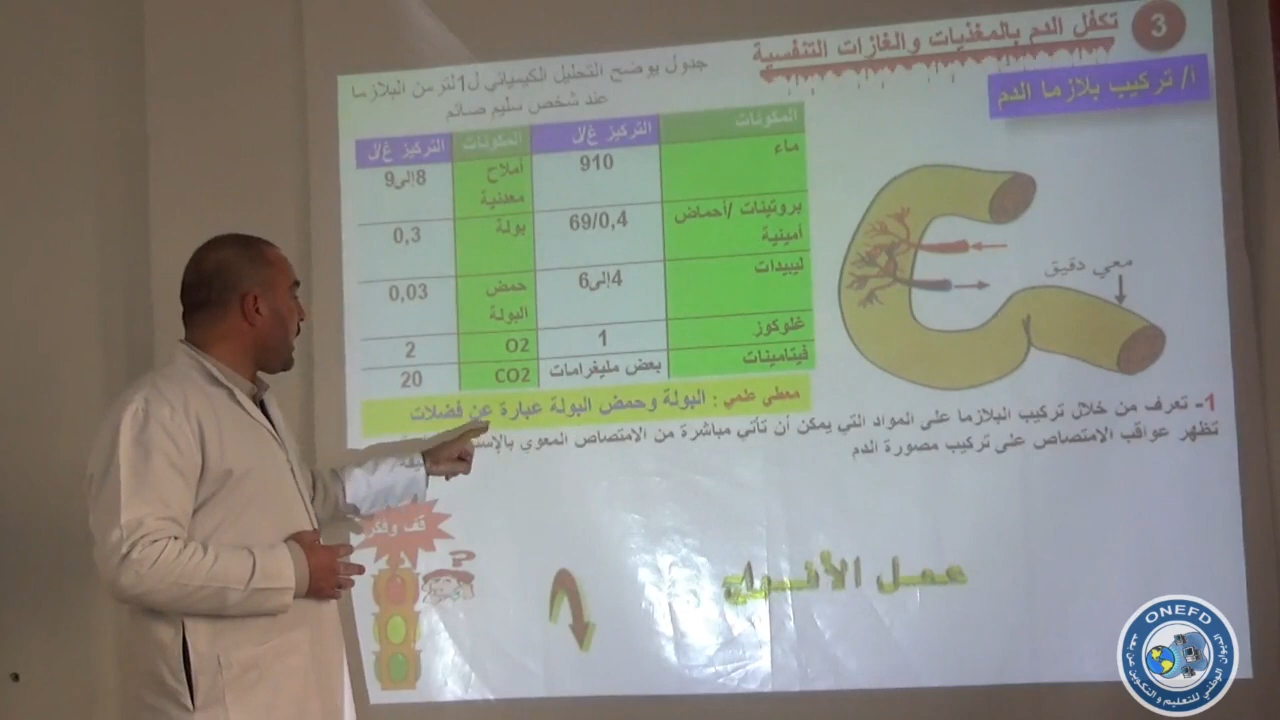 3
تكفّل الدم بالمغذيات والغازات التنفسية
أ/ تركيب بلازما الدم
جدول يوضح التحليل الكيميائي ل1لترمن البلازما
عند شخص سليم صائم
المكونات التركيز غ/ل المكونات التركيز غ/ل
ماء 910 أملاح معدنية 8إلى9
بروتينات /أحماض أمينية 69/0,4 بولة 0,3
ليبيدات 4إلى6 حمض البولة 0,03
غلوكوز 1 O2 2
فيتامينات بعض مليغرامات CO2 20
معطى علمي : البولة وحمض البولة عبارة عن فضلات
معي دقيق
1- تعرف من خلال تركيب البلازما على المواد التي يمكن أن تأتي مباشرة من الامتصاص المعوي
تظهر عواقب الامتصاص على تركيب مصورة الدم
قف وفكر
?
عمل الأفواج
ONEFD
الديوان الوطني للتعليم و التكوين عن بعد